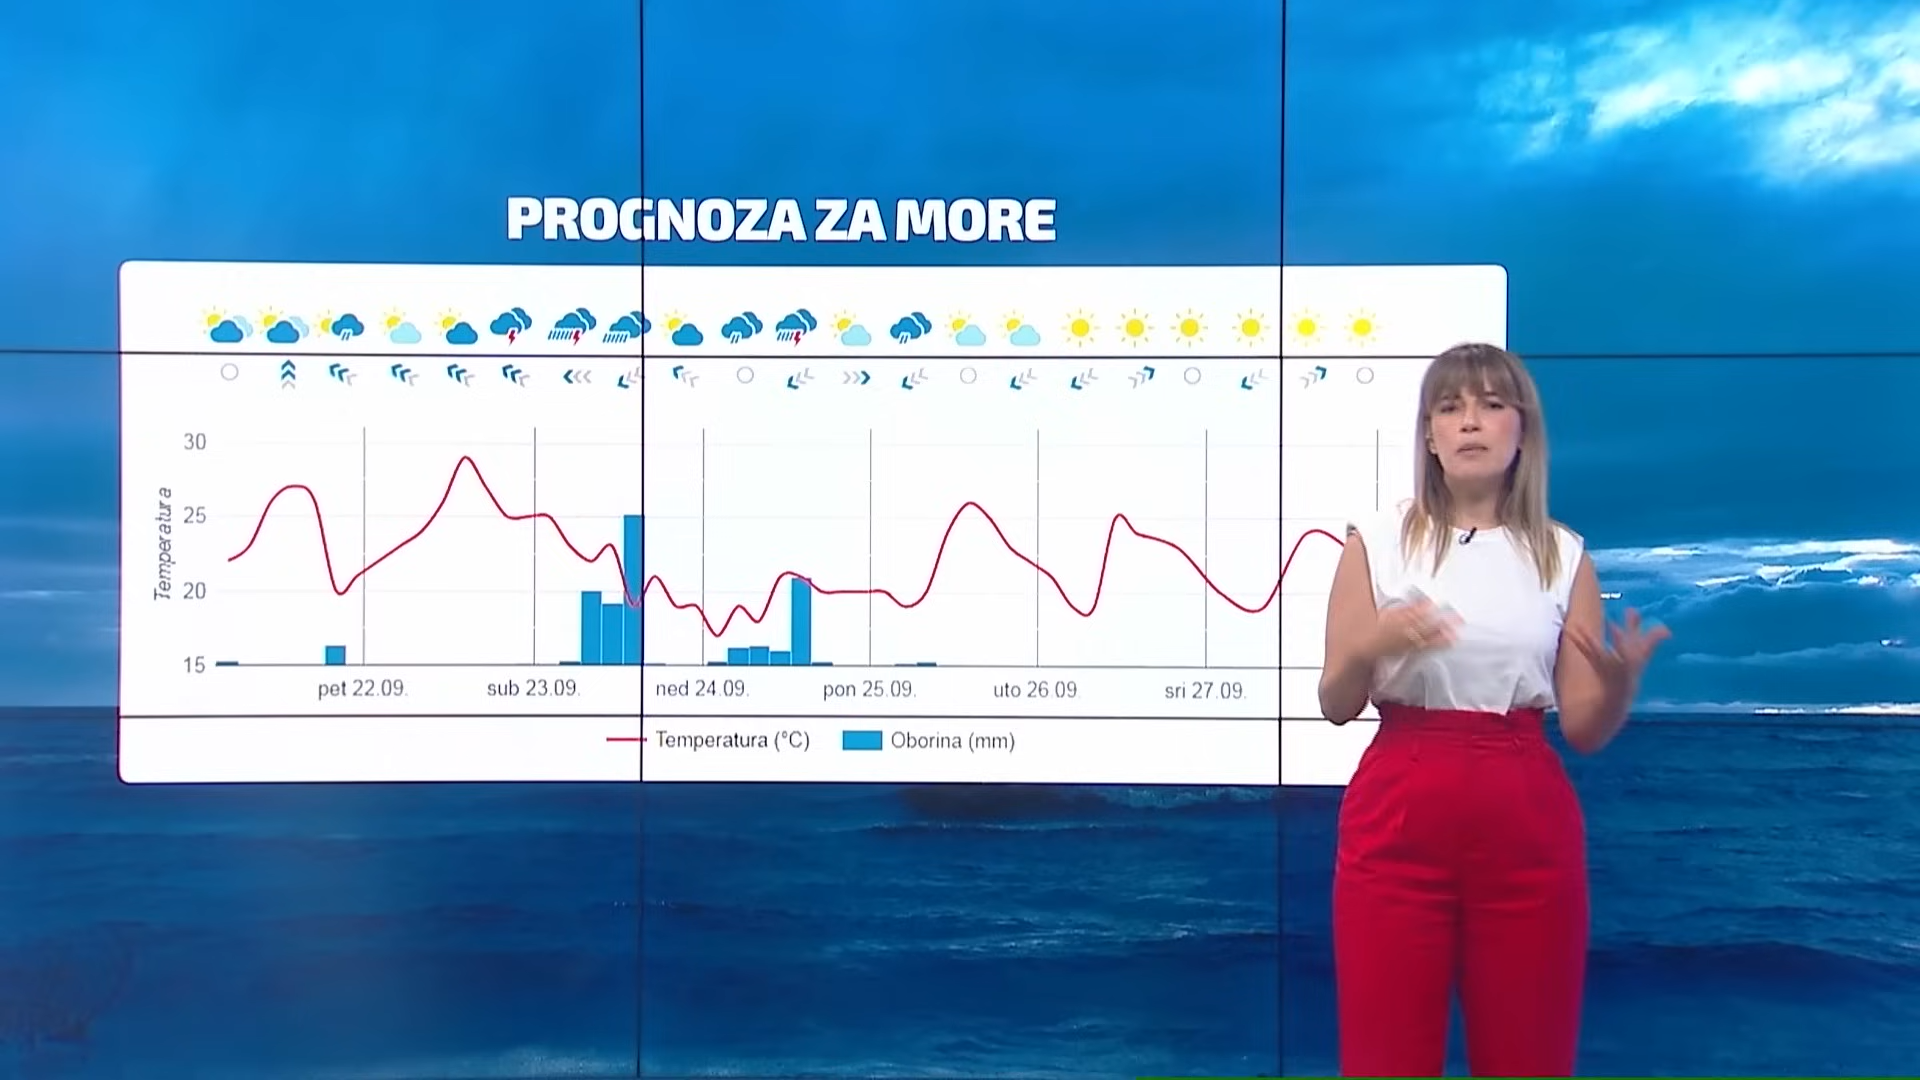 PROGNOZA ZA MORE
30
25
20
15
Temperatura
pet 22.09. sub 23.09. ned 24.09. pon 25.09. uto 26.09. sri 27.09.
Temperatura (°C) Oborina (mm)